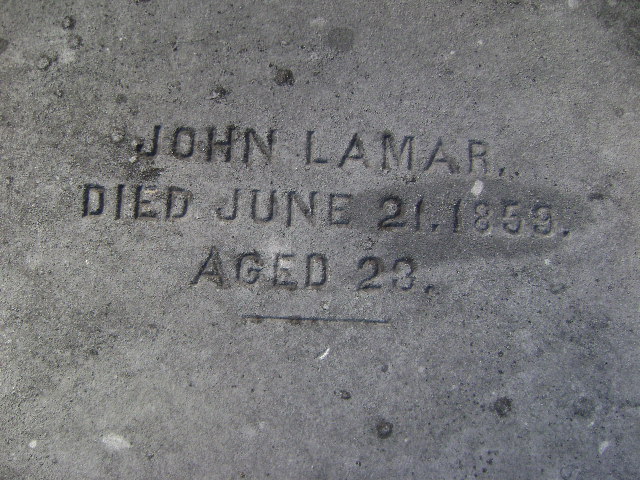 JOHN LAMAR.
DIED JUNE 21.1859.
AGED 23.